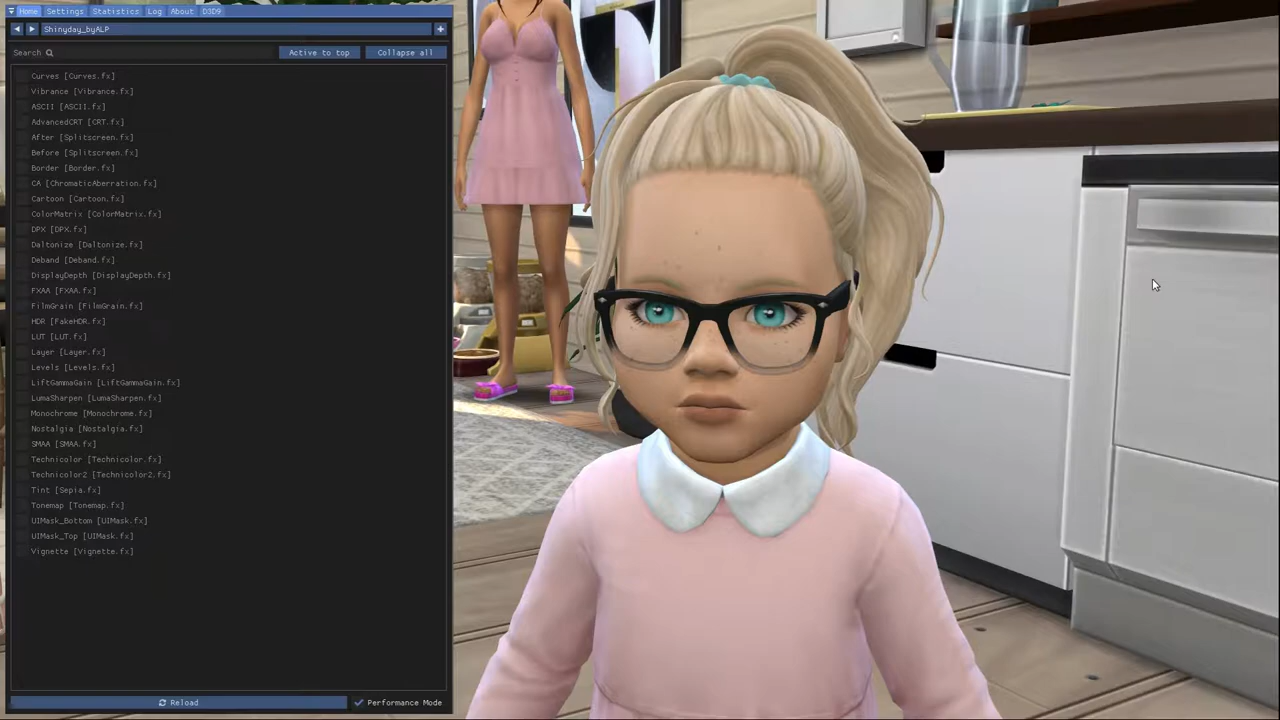 Home Settings Statistics Log About D3D9
Shinyday_byALP +
Search Active to top Collapse all
Curves [Curves.fx]
Vibrance [Vibrance.fx]
ASCII [ASCII.fx]
AdvancedCRT [CRT.fx]
After [Splitscreen.fx]
Before [Splitscreen.fx]
Border [Border.fx]
CA [ChromaticAberration.fx]
Cartoon [Cartoon.fx]
ColorMatrix [ColorMatrix.fx]
DPX [DPX.fx]
Daltonize [Daltonize.fx]
Deband [Deband.fx]
DisplayDepth [DisplayDepth.fx]
FXAA [FXAA.fx]
FilmGrain [FilmGrain.fx]
HDR [FakeHDR.fx]
LUT [LUT.fx]
Layer [Layer.fx]
Levels [Levels.fx]
LiftGammaGain [LiftGammaGain.fx]
LumaSharpen [LumaSharpen.fx]
Monochrome [Monochrome.fx]
Nostalgia [Nostalgia.fx]
SMAA [SMAA.fx]
Technicolor [Technicolor.fx]
Technicolor2 [Technicolor2.fx]
Tint [Sepia.fx]
Tonemap [Tonemap.fx]
UIMask_Bottom [UIMask.fx]
UIMask_Top [UIMask.fx]
Vignette [Vignette.fx]
Reload Performance Mode